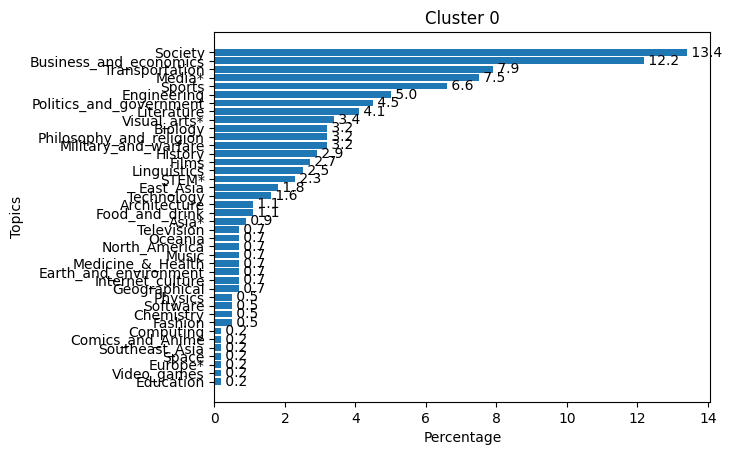 Cluster 0
Topics
Society 13.4
Business_and_economics 12.2
Transportation 7.9
Media* 7.5
Sports 6.6
Engineering 5.0
Politics_and_government 4.5
Literature 4.1
Visual_arts* 3.4
Biology 3.2
Philosophy_and_religion 3.2
Military_and_warfare 3.2
History 2.9
Films 2.7
Linguistics 2.5
STEM* 2.3
East_Asia 1.8
Technology 1.6
Architecture 1.1
Food_and_drink 1.1
Asia* 0.9
Television 0.7
Oceania 0.7
North_America 0.7
Music 0.7
Medicine_&_Health 0.7
Earth_and_environment 0.7
Internet_culture 0.7
Geographical 0.7
Physics 0.5
Software 0.5
Chemistry 0.5
Fashion 0.5
Computing 0.2
Comics_and_Anime 0.2
Southeast_Asia 0.2
Space 0.2
Europe* 0.2
Video_games 0.2
Education 0.2
0 2 4 6 8 10 12 14
Percentage